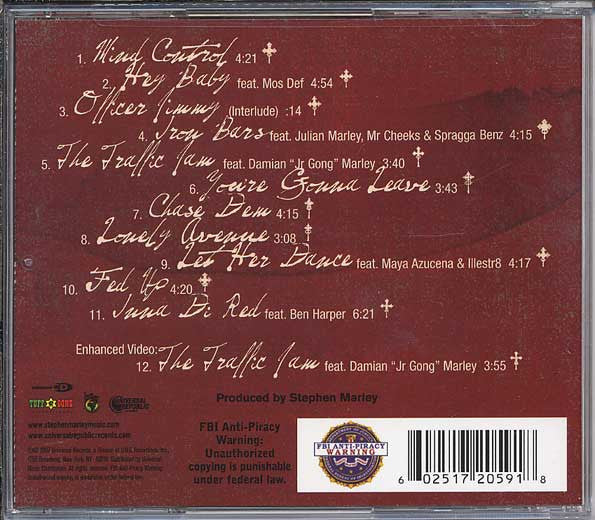 1. Mind Control 4:21
2. Hey Baby feat. Mos Def 4:54
3. Officer Jimmy (Interlude) :14
4. Iron Bars feat. Julian Marley, Mr Cheeks & Spragga Benz 4:15
5. The Traffic Jam feat. Damian "Jr Gong" Marley 3:40
6. You're Gonna Leave 3:43
7. Chase Dem 4:15
8. Lonely Avenue 3:08
9. Let Her Dance feat. Maya Azucena & Illestr8 4:17
10. Fed Up 4:20
11. Inna Di Red feat. Ben Harper 6:21
Enhanced Video:
12. The Traffic Jam feat. Damian "Jr Gong" Marley 3:55
Produced by Stephen Marley
TUFF GONG
UNIVERSAL REPUBLIC
www.stephenmarleymusic.com
www.universalrepublicrecords.com
FBI Anti-Piracy
Warning:
Unauthorized
copying is punishable
under federal law.
FBI ANTI-PIRACY
WARNING
6 02517 20591 8